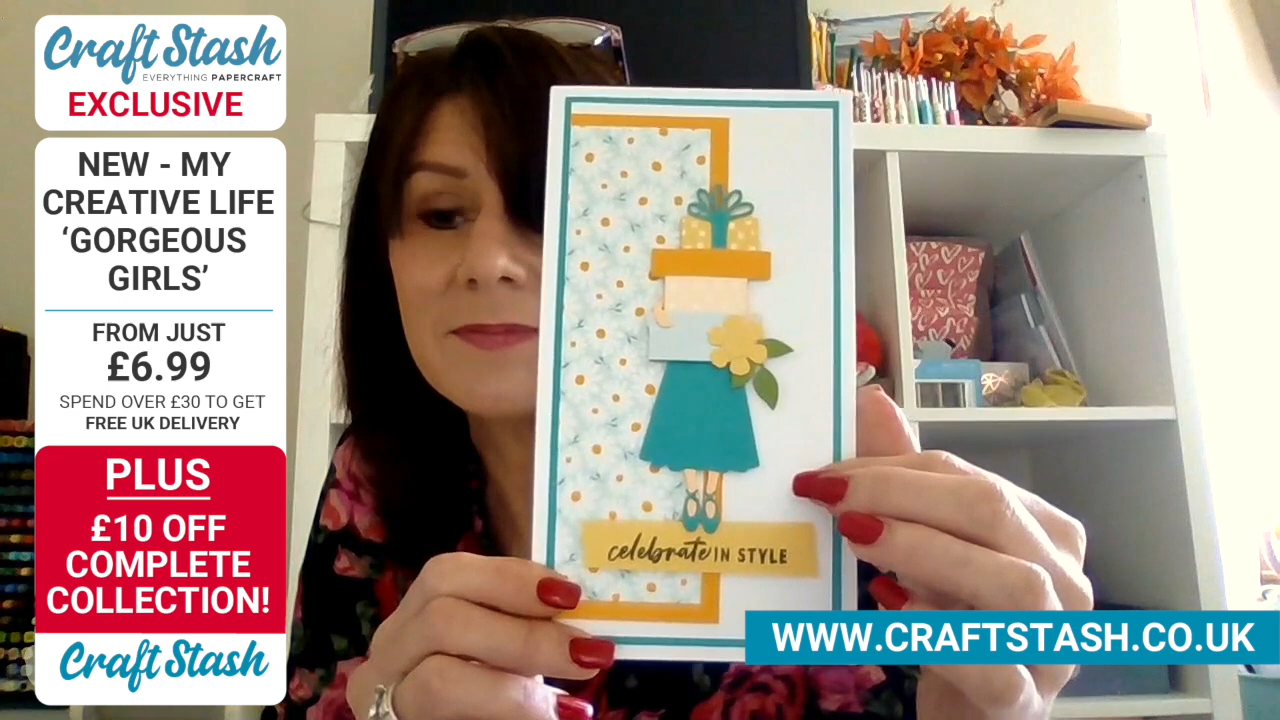 Craft Stash
EVERYTHING PAPERCRAFT
EXCLUSIVE
NEW - MY
CREATIVE LIFE
‘GORGEOUS
GIRLS’
FROM JUST
£6.99
SPEND OVER £30 TO GET
FREE UK DELIVERY
PLUS
£10 OFF
COMPLETE
COLLECTION!
Craft Stash
celebrate IN STYLE
WWW.CRAFTSTASH.CO.UK